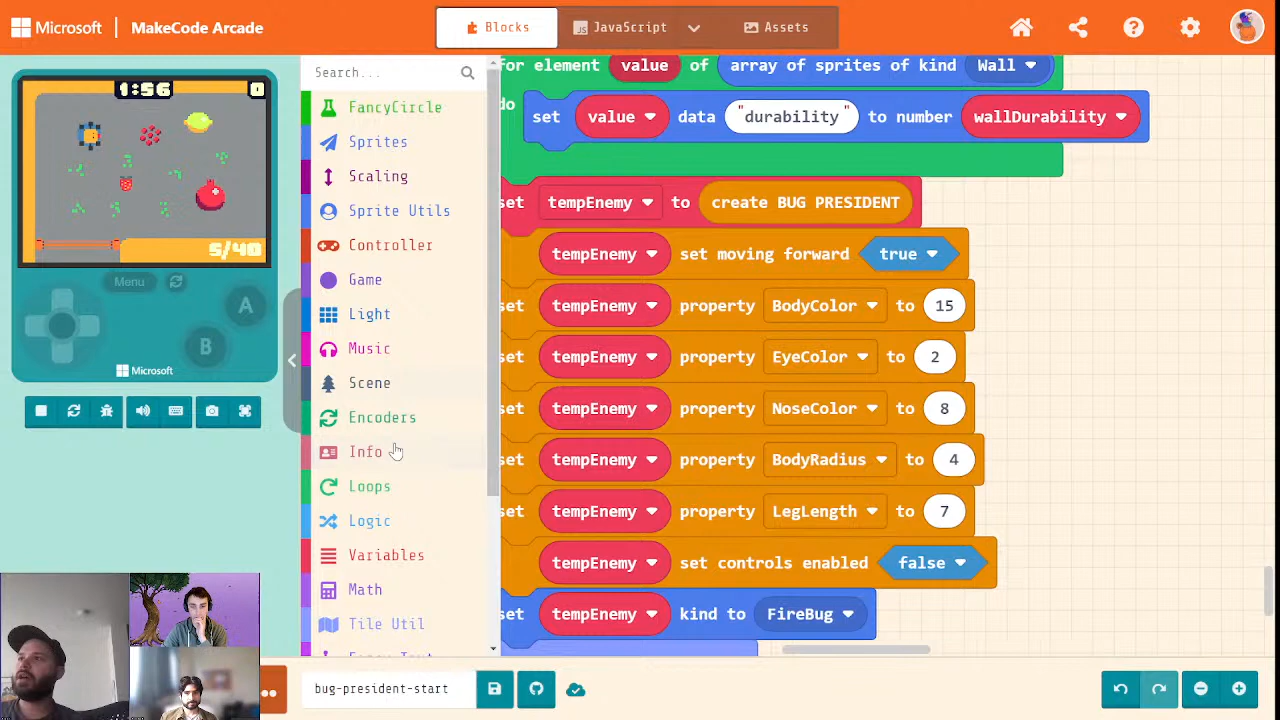 Microsoft
MakeCode Arcade
Blocks
JavaScript
Assets
1:56
0
5/40
Menu
A
B
Microsoft
Search...
FancyCircle
Sprites
Scaling
Sprite Utils
Controller
Game
Light
Music
Scene
Encoders
Info
Loops
Logic
Variables
Math
Tile Util
for element value of array of sprites of kind Wall
do set value data "durability" to number wallDurability
set tempEnemy to create BUG PRESIDENT
tempEnemy set moving forward true
set tempEnemy property BodyColor to 15
set tempEnemy property EyeColor to 2
set tempEnemy property NoseColor to 8
set tempEnemy property BodyRadius to 4
set tempEnemy property LegLength to 7
tempEnemy set controls enabled false
set tempEnemy kind to FireBug
bug-president-start